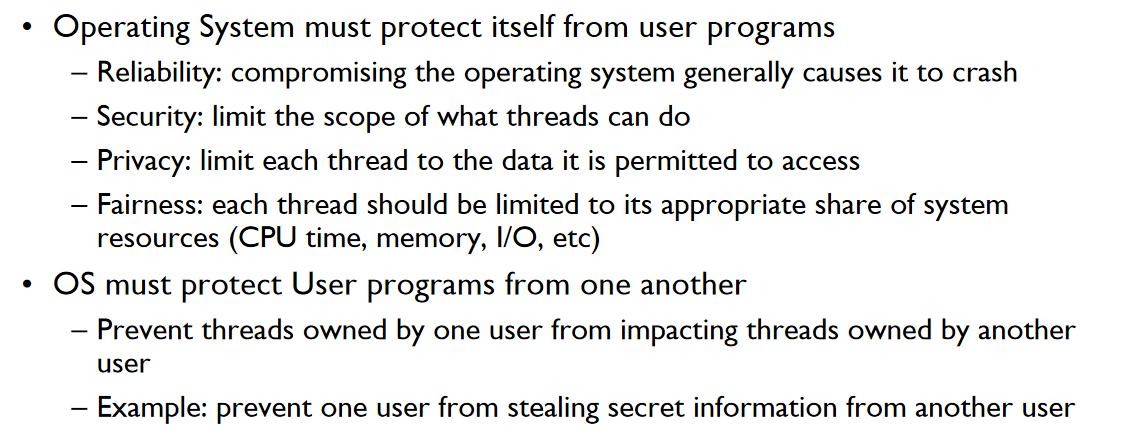 • Operating System must protect itself from user programs
– Reliability: compromising the operating system generally causes it to crash
– Security: limit the scope of what threads can do
– Privacy: limit each thread to the data it is permitted to access
– Fairness: each thread should be limited to its appropriate share of system
resources (CPU time, memory, I/O, etc)
• OS must protect User programs from one another
– Prevent threads owned by one user from impacting threads owned by another
user
– Example: prevent one user from stealing secret information from another user